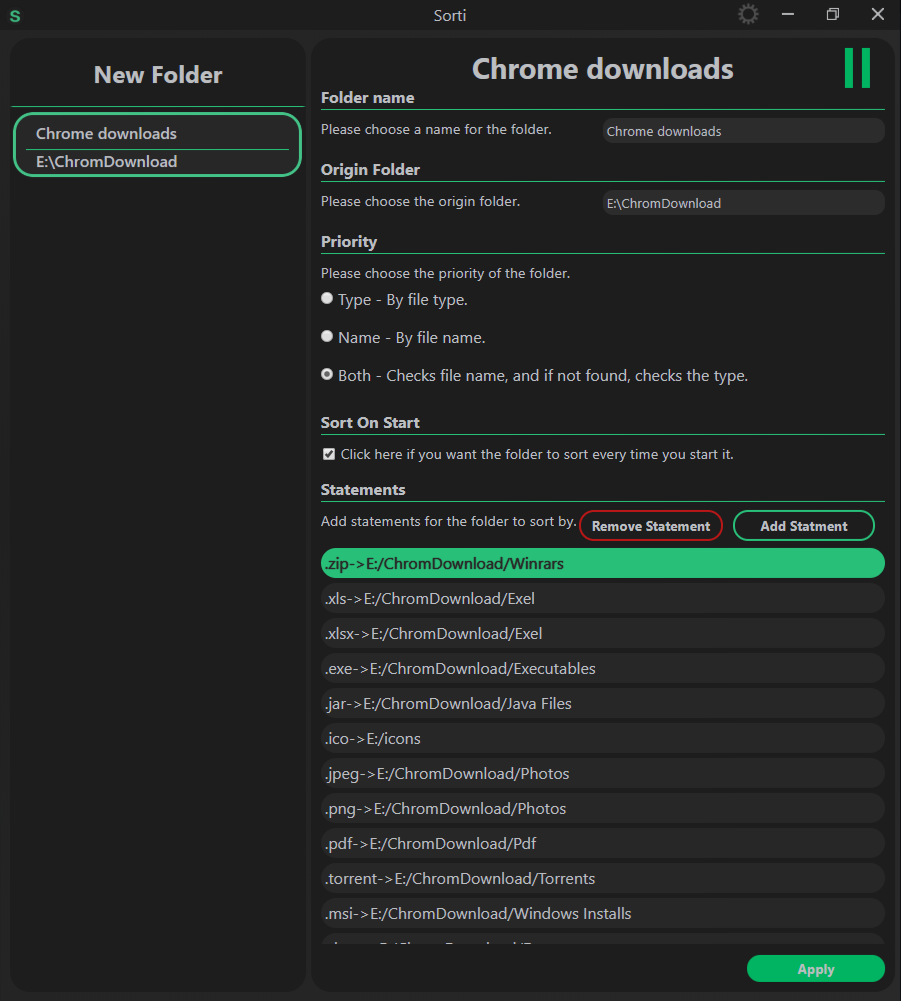 S
Sorti
New Folder
Chrome downloads
E:\ChromDownload
Chrome downloads
Folder name
Please choose a name for the folder.
Chrome downloads
Origin Folder
Please choose the origin folder.
E:\ChromDownload
Priority
Please choose the priority of the folder.
Type - By file type.
Name - By file name.
Both - Checks file name, and if not found, checks the type.
Sort On Start
Click here if you want the folder to sort every time you start it.
Statements
Add statements for the folder to sort by.
Remove Statement
Add Statment
.zip->E:/ChromDownload/Winrars
.xls->E:/ChromDownload/Exel
.xlsx->E:/ChromDownload/Exel
.exe->E:/ChromDownload/Executables
.jar->E:/ChromDownload/Java Files
.ico->E:/icons
.jpeg->E:/ChromDownload/Photos
.png->E:/ChromDownload/Photos
.pdf->E:/ChromDownload/Pdf
.torrent->E:/ChromDownload/Torrents
.msi->E:/ChromDownload/Windows Installs
Apply